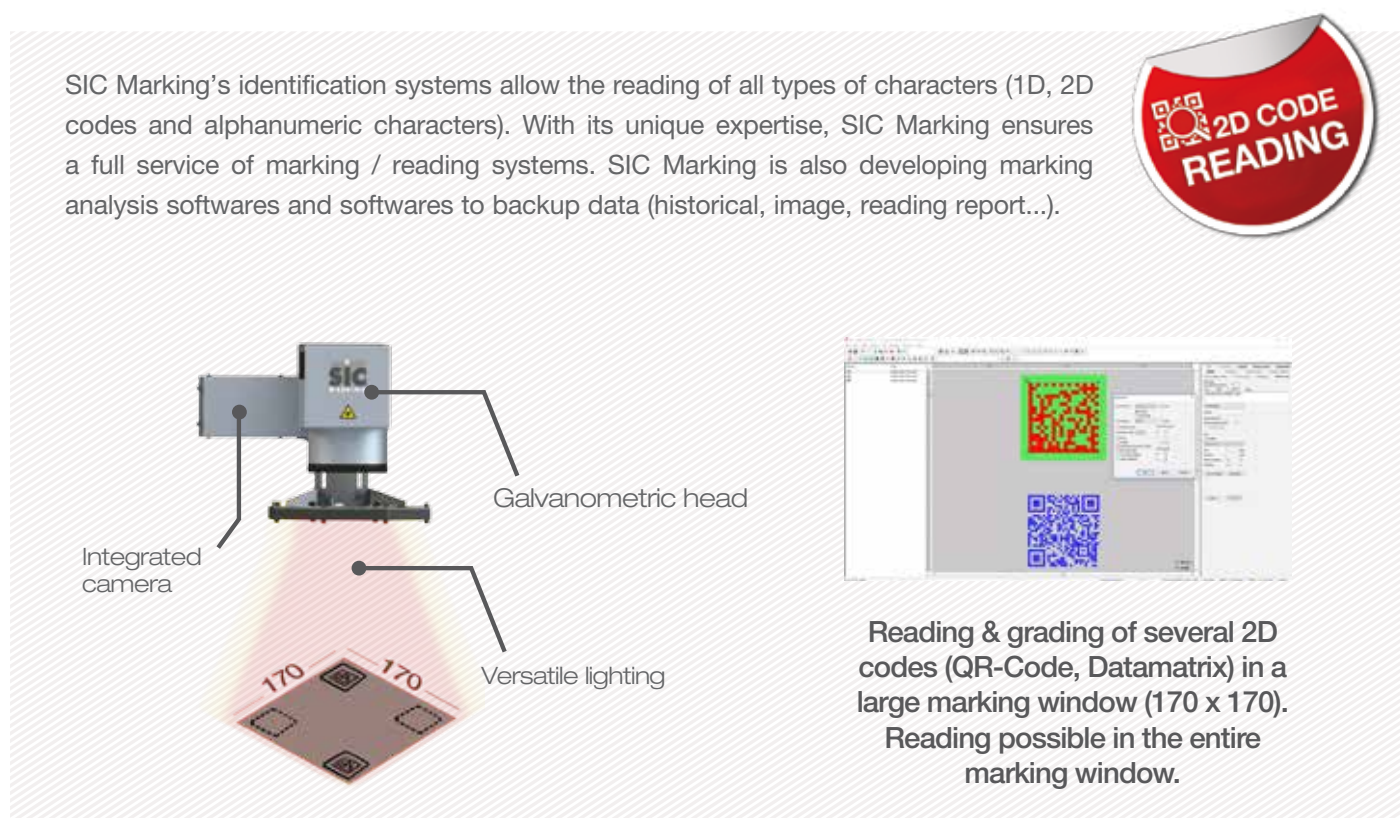 SIC Marking's identification systems allow the reading of all types of characters (1D, 2D
codes and alphanumeric characters). With its unique expertise, SIC Marking ensures
a full service of marking / reading systems. SIC Marking is also developing marking
analysis softwares and softwares to backup data (historical, image, reading report...).
2D CODE
READING
SIC
MARKING
Galvanometric head
Integrated
camera
Versatile lighting
170
170
Reading & grading of several 2D
codes (QR-Code, Datamatrix) in a
large marking window (170 x 170).
Reading possible in the entire
marking window.